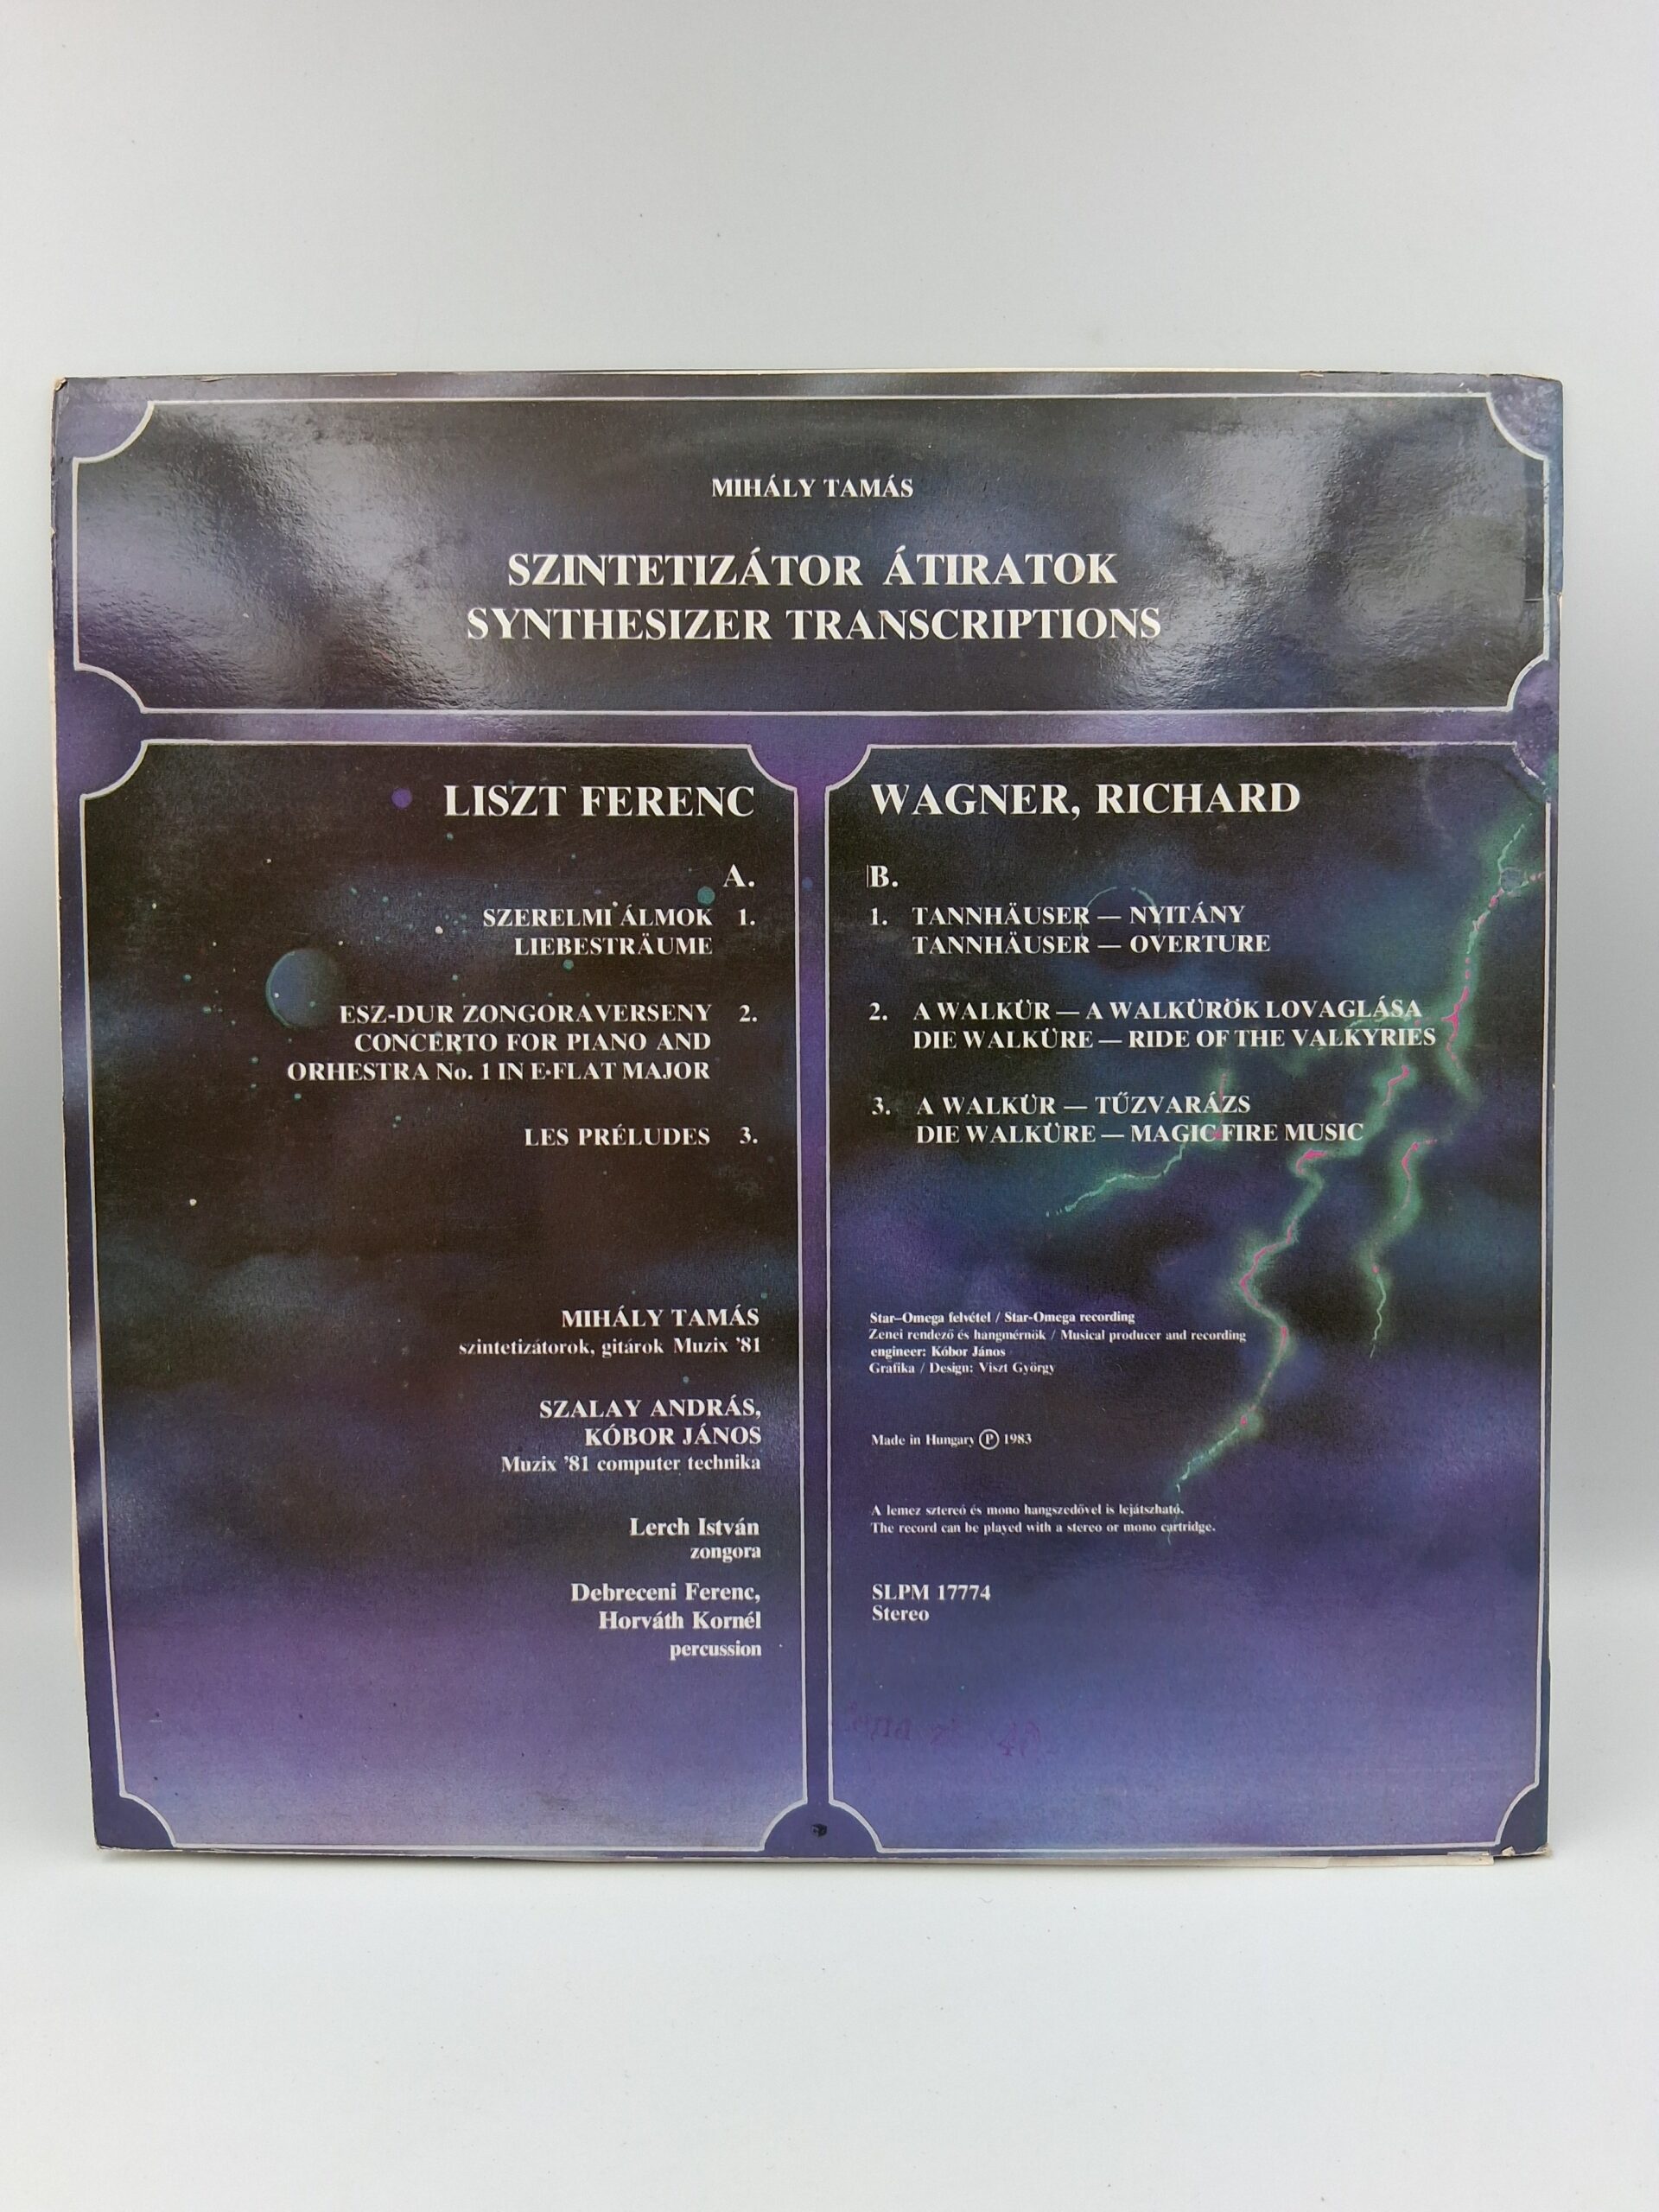 MIHÁLY TAMÁS
SZINTETIZÁTOR ÁTIRATOK
SYNTHESIZER TRANSCRIPTIONS
LISZT FERENC
A.
SZERELMI ÁLMOK 1.
LIEBESTRÄUME
ESZ-DUR ZONGORAVERSENY 2.
CONCERTO FOR PIANO AND
ORHESTRA No. 1 IN E-FLAT MAJOR
LES PRÉLUDES 3.
MIHÁLY TAMÁS
szintetizátorok, gitárok Muzix '81
SZALAY ANDRÁS,
KÓBOR JÁNOS
Muzix '81 computer technika
Lerch István
zongora
Debreceni Ferenc,
Horváth Kornél
percussion
WAGNER, RICHARD
B.
1. TANNHÄUSER — NYITÁNY
TANNHÄUSER — OVERTURE
2. A WALKÜR — A WALKÜRÖK LOVAGLÁSA
DIE WALKÜRE — RIDE OF THE VALKYRIES
3. A WALKÜR — TŰZVARÁZS
DIE WALKÜRE — MAGIC FIRE MUSIC
Star–Omega felvétel / Star-Omega recording
Zenei rendező és hangmérnök / Musical producer and recording
engineer: Kóbor János
Grafika / Design: Viszt György
Made in Hungary Ⓟ 1983
A lemez sztereó és mono hangszedővel is lejátszható.
The record can be played with a stereo or mono cartridge.
SLPM 17774
Stereo